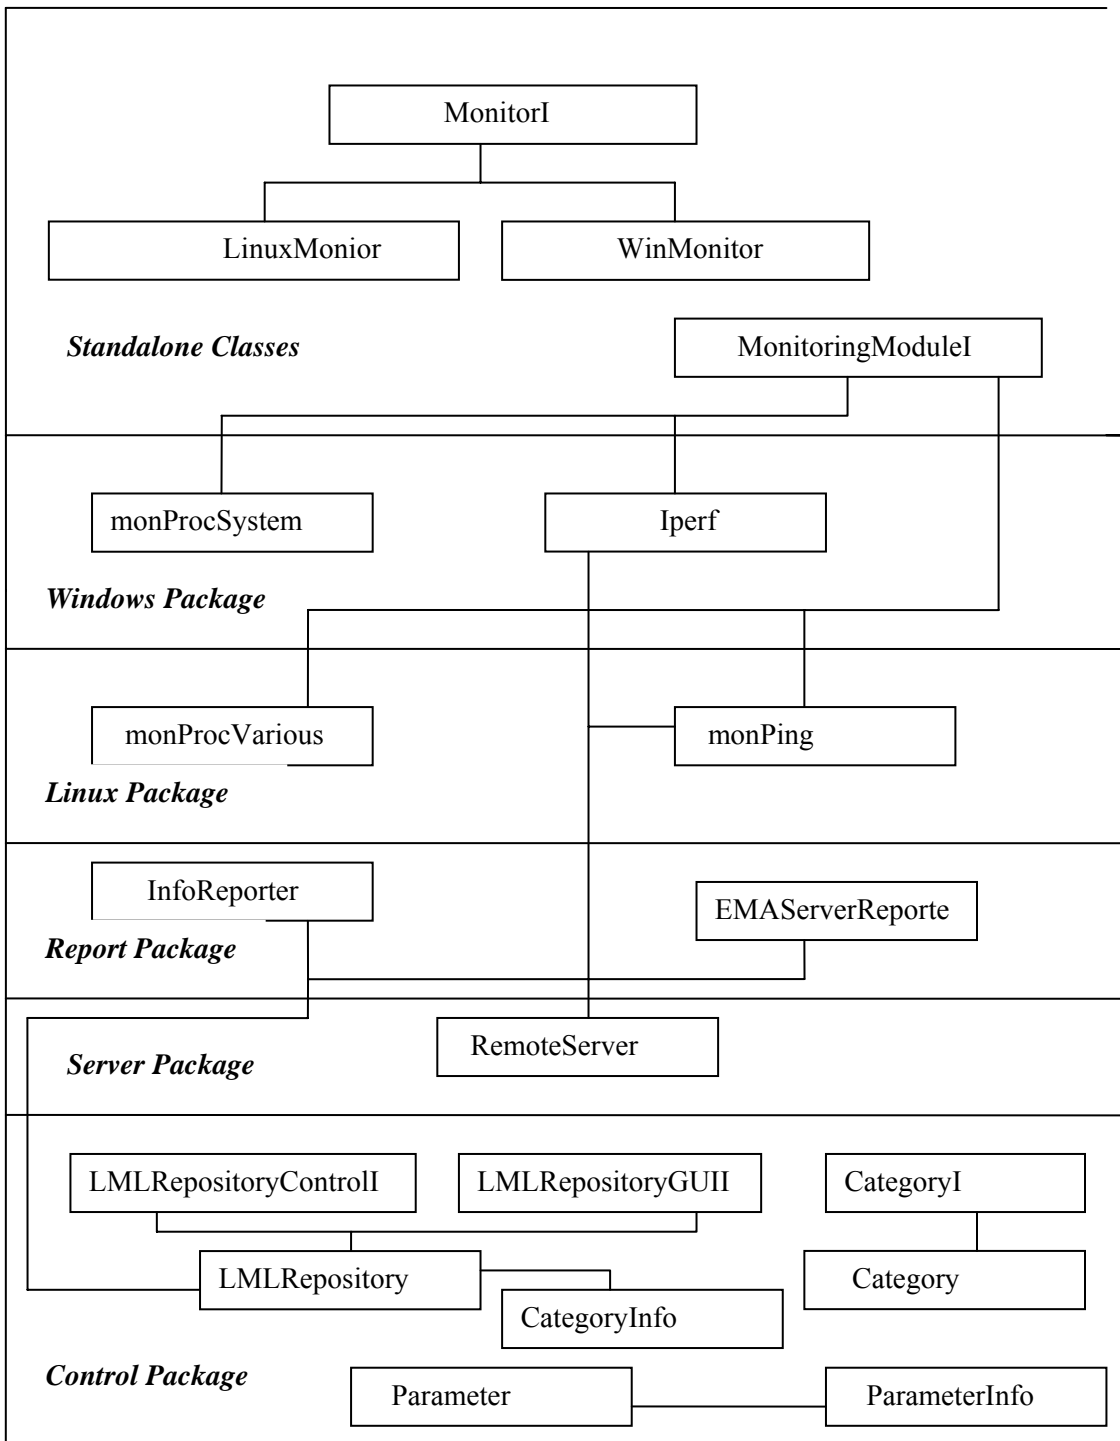 MonitorI
LinuxMonior
WinMonitor
Standalone Classes
MonitoringModuleI
monProcSystem
Iperf
Windows Package
monProcVarious
monPing
Linux Package
InfoReporter
EMAServerReporte
Report Package
RemoteServer
Server Package
LMLRepositoryControlI
LMLRepositoryGUII
CategoryI
LMLRepository
Category
CategoryInfo
Control Package
Parameter
ParameterInfo